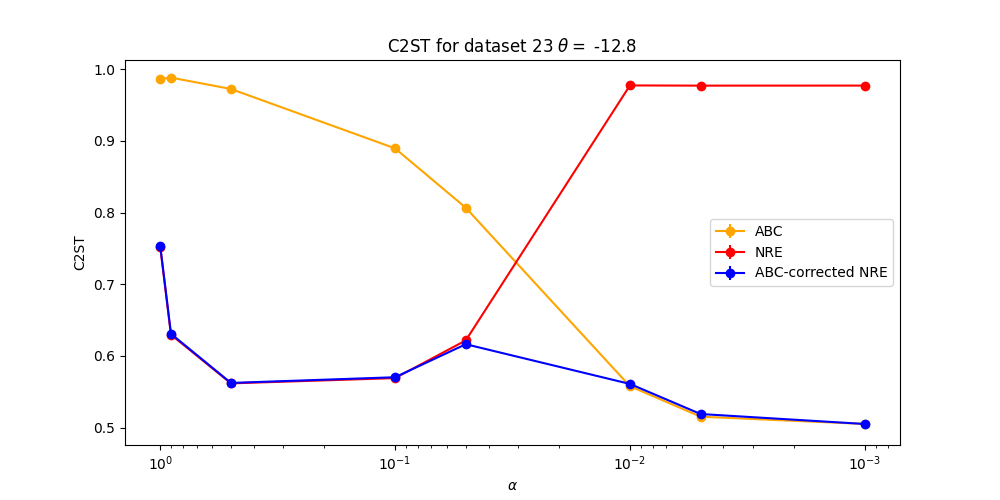 C2ST for dataset 23 θ = -12.8
C2ST
1.0
0.9
0.8
0.7
0.6
0.5
ABC
NRE
ABC-corrected NRE
10⁰
10⁻¹
10⁻²
10⁻³
α